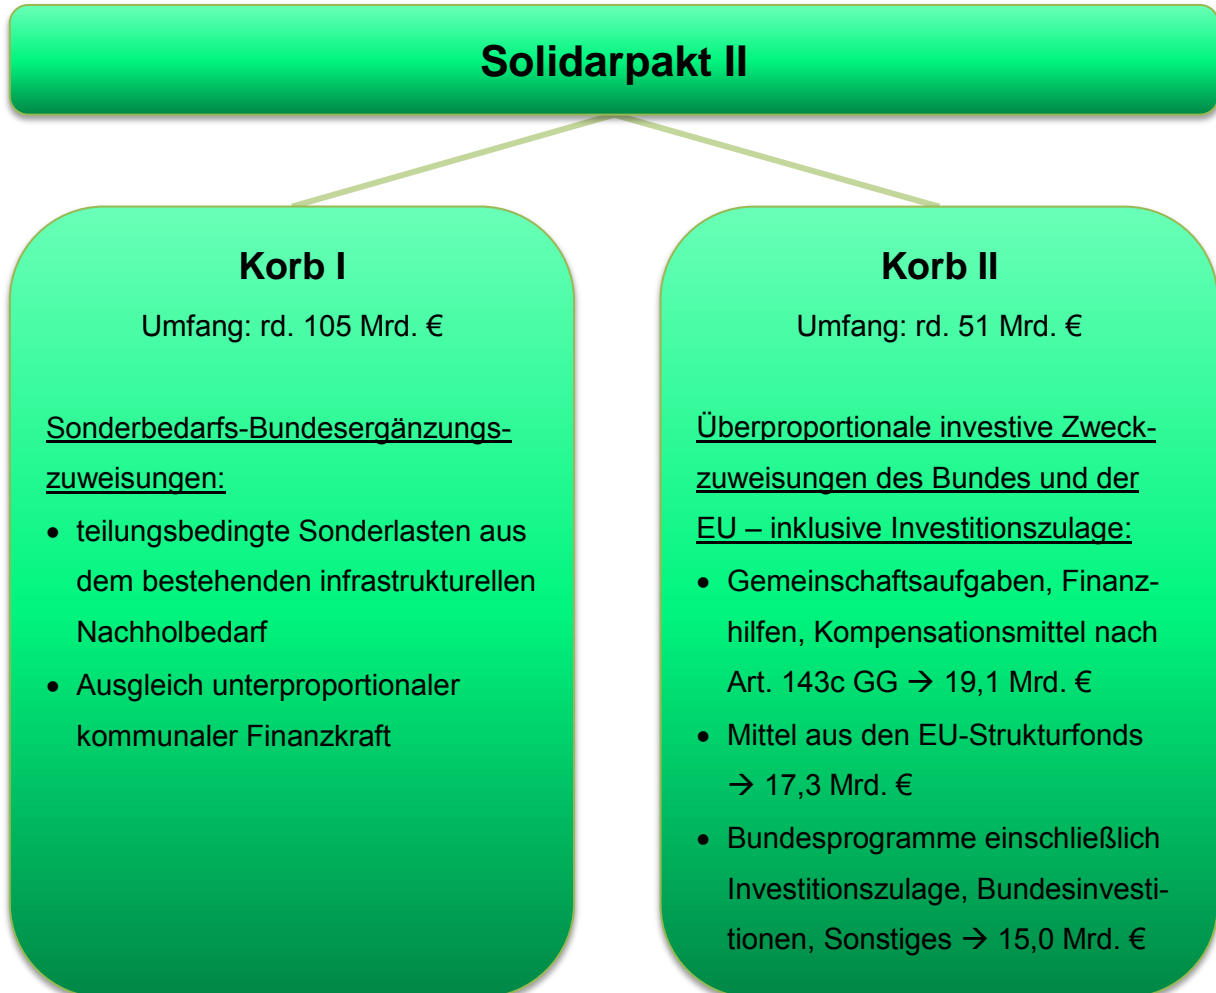 Solidarpakt II
Korb I
Umfang: rd. 105 Mrd. €
Sonderbedarfs-Bundesergänzungs-
zuweisungen:
• teilungsbedingte Sonderlasten aus
dem bestehenden infrastrukturellen
Nachholbedarf
• Ausgleich unterproportionaler
kommunaler Finanzkraft
Korb II
Umfang: rd. 51 Mrd. €
Überproportionale investive Zweck-
zuweisungen des Bundes und der
EU – inklusive Investitionszulage:
• Gemeinschaftsaufgaben, Finanz-
hilfen, Kompensationsmittel nach
Art. 143c GG → 19,1 Mrd. €
• Mittel aus den EU-Strukturfonds
→ 17,3 Mrd. €
• Bundesprogramme einschließlich
Investitionszulage, Bundesinvesti-
tionen, Sonstiges → 15,0 Mrd. €